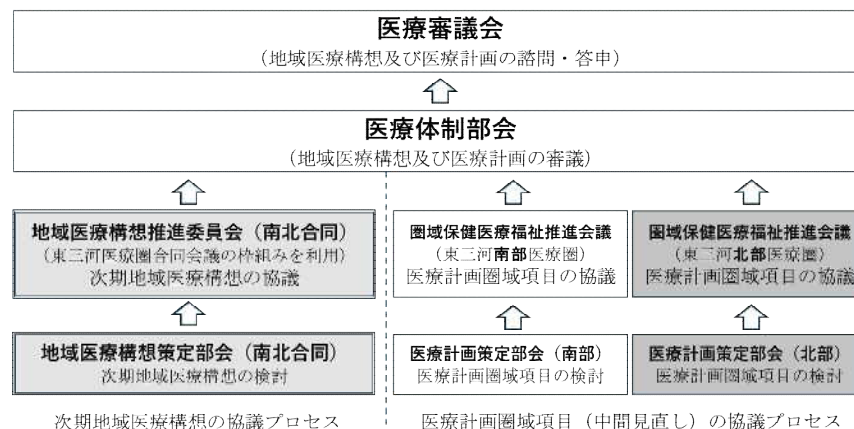 医療審議会
（地域医療構想及び医療計画の諮問・答申）
医療体制部会
（地域医療構想及び医療計画の審議）
地域医療構想推進委員会（南北合同）
（東三河医療圏合同会議の枠組みを利用）
次期地域医療構想の協議
圏域保健医療福祉推進会議
（東三河南部医療圏）
医療計画圏域項目の協議
圏域保健医療福祉推進会議
（東三河北部医療圏）
医療計画圏域項目の協議
地域医療構想策定部会（南北合同）
次期地域医療構想の検討
医療計画策定部会（南部）
医療計画圏域項目の検討
医療計画策定部会（北部）
医療計画圏域項目の検討
次期地域医療構想の協議プロセス
医療計画圏域項目（中間見直し）の協議プロセス